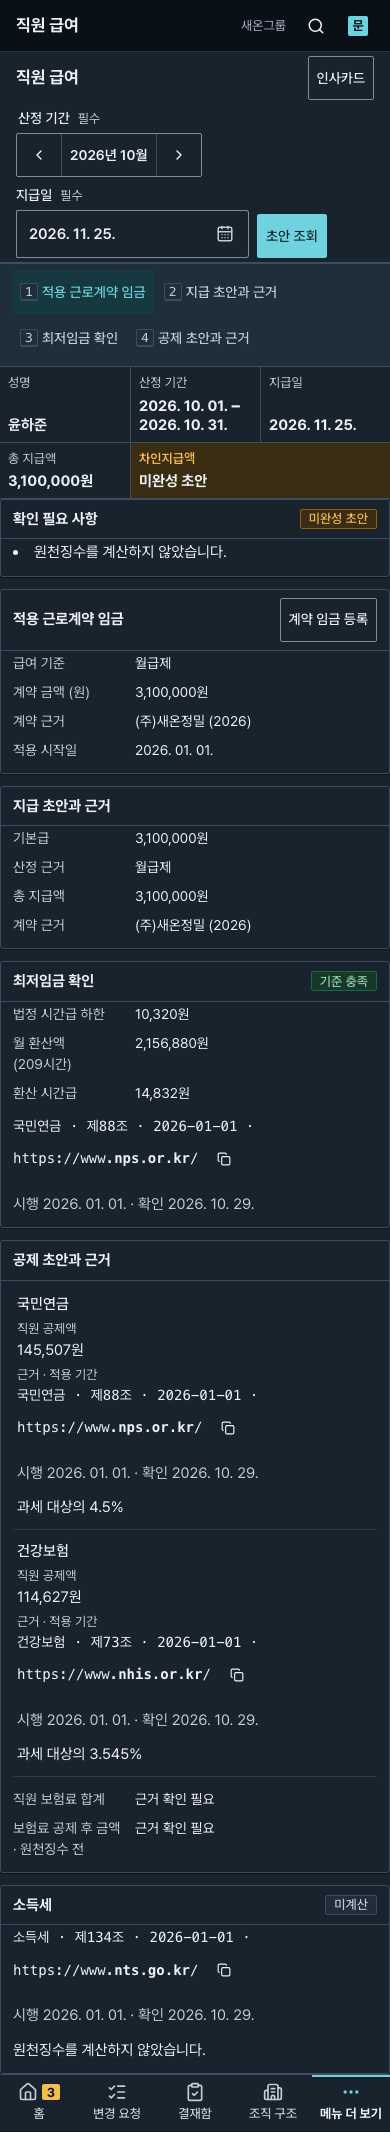 직원 급여
새온그룹
문
직원 급여
인사카드
산정 기간 필수
2026년 10월
지급일 필수
2026. 11. 25.
초안 조회
1 적용 근로계약 임금
2 지급 초안과 근거
3 최저임금 확인
4 공제 초안과 근거
성명
윤하준
산정 기간
2026. 10. 01. –
2026. 10. 31.
지급일
2026. 11. 25.
총 지급액
3,100,000원
차인지급액
미완성 초안
확인 필요 사항
미완성 초안
• 원천징수를 계산하지 않았습니다.
적용 근로계약 임금
계약 임금 등록
급여 기준 월급제
계약 금액 (원) 3,100,000원
계약 근거 (주)새온정밀 (2026)
적용 시작일 2026. 01. 01.
지급 초안과 근거
기본급 3,100,000원
산정 근거 월급제
총 지급액 3,100,000원
계약 근거 (주)새온정밀 (2026)
최저임금 확인
기준 충족
법정 시간급 하한 10,320원
월 환산액 2,156,880원
(209시간)
환산 시간급 14,832원
국민연금 · 제88조 · 2026-01-01 ·
https://www.nps.or.kr/
시행 2026. 01. 01. · 확인 2026. 10. 29.
공제 초안과 근거
국민연금
직원 공제액
145,507원
근거 · 적용 기간
국민연금 · 제88조 · 2026-01-01 ·
https://www.nps.or.kr/
시행 2026. 01. 01. · 확인 2026. 10. 29.
과세 대상의 4.5%
건강보험
직원 공제액
114,627원
근거 · 적용 기간
건강보험 · 제73조 · 2026-01-01 ·
https://www.nhis.or.kr/
시행 2026. 01. 01. · 확인 2026. 10. 29.
과세 대상의 3.545%
직원 보험료 합계 근거 확인 필요
보험료 공제 후 금액 근거 확인 필요
· 원천징수 전
소득세
미계산
소득세 · 제134조 · 2026-01-01 ·
https://www.nts.go.kr/
시행 2026. 01. 01. · 확인 2026. 10. 29.
원천징수를 계산하지 않았습니다.
3
홈
변경 요청
결재함
조직 구조
메뉴 더 보기